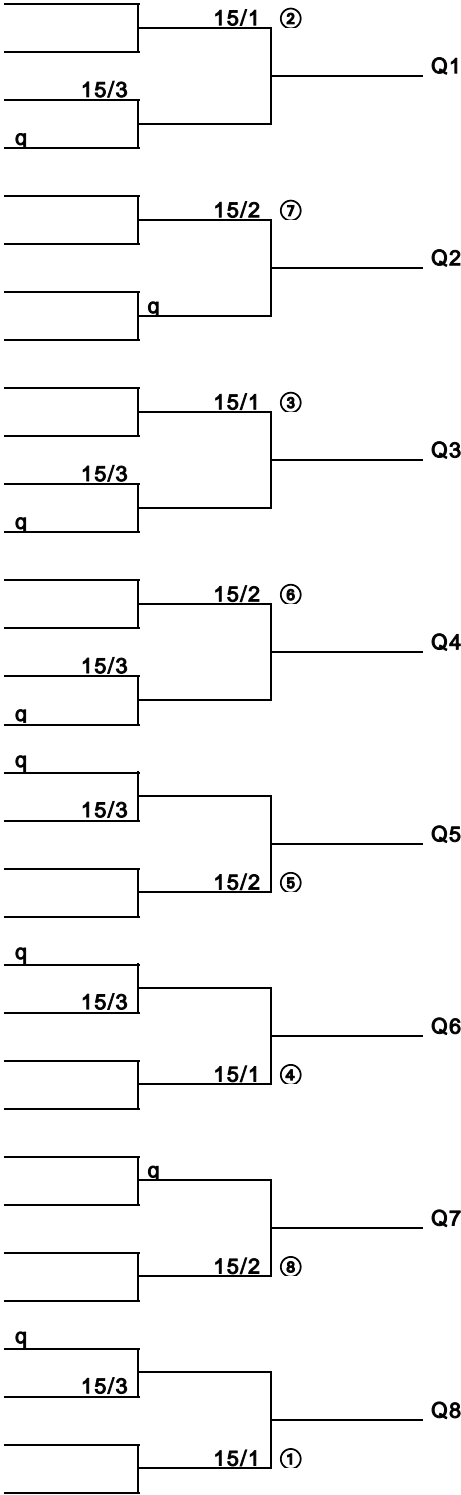 15/1 ②
Q1
15/3
q
15/2 ⑦
Q2
q
15/1 ③
Q3
15/3
q
15/2 ⑥
Q4
15/3
q
q
15/3
Q5
15/2 ⑤
q
15/3
Q6
15/1 ④
q
Q7
15/2 ⑧
q
15/3
Q8
15/1 ①